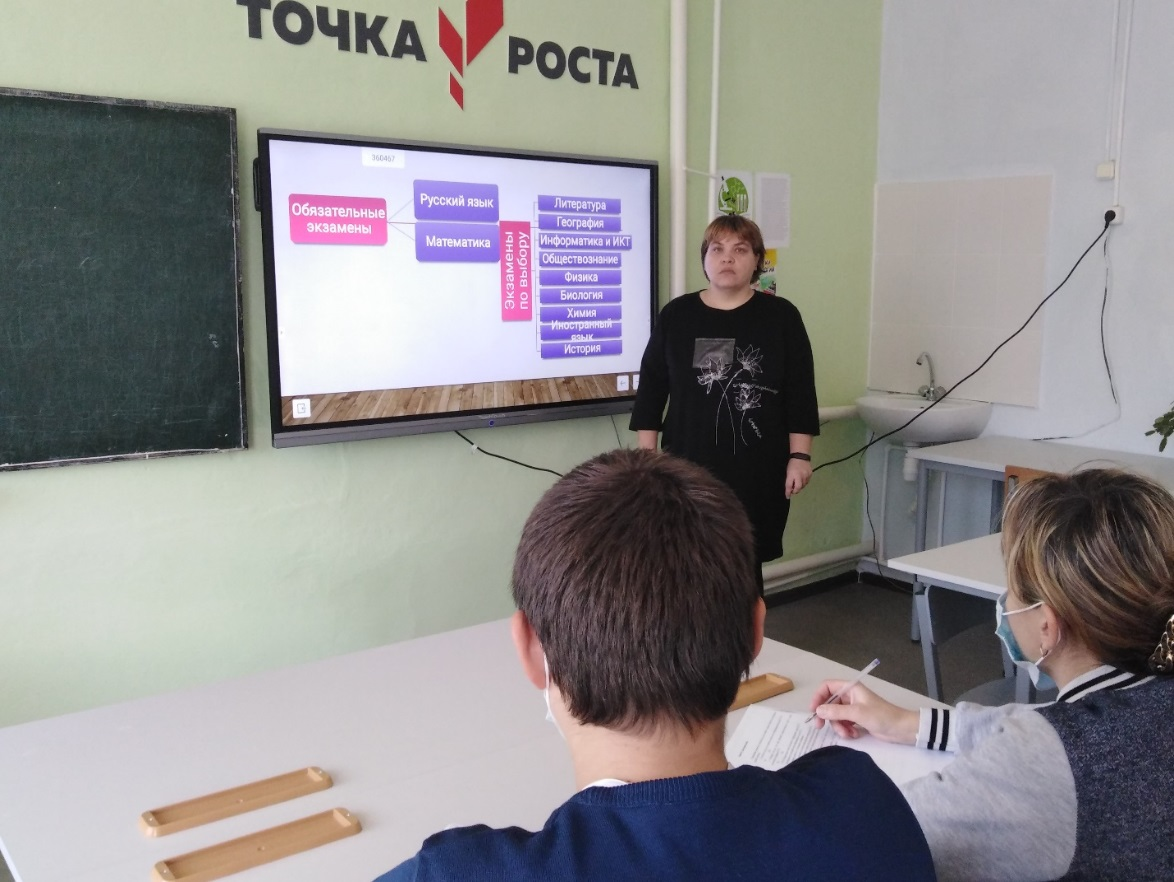 ТОЧКА
РОСТА
360407
Обязательные
экзамены
Русский язык
Математика
Экзамены
по выбору
Литература
География
Информатика и ИКТ
Обществознание
Физика
Биология
Химия
Иностранный
язык
История